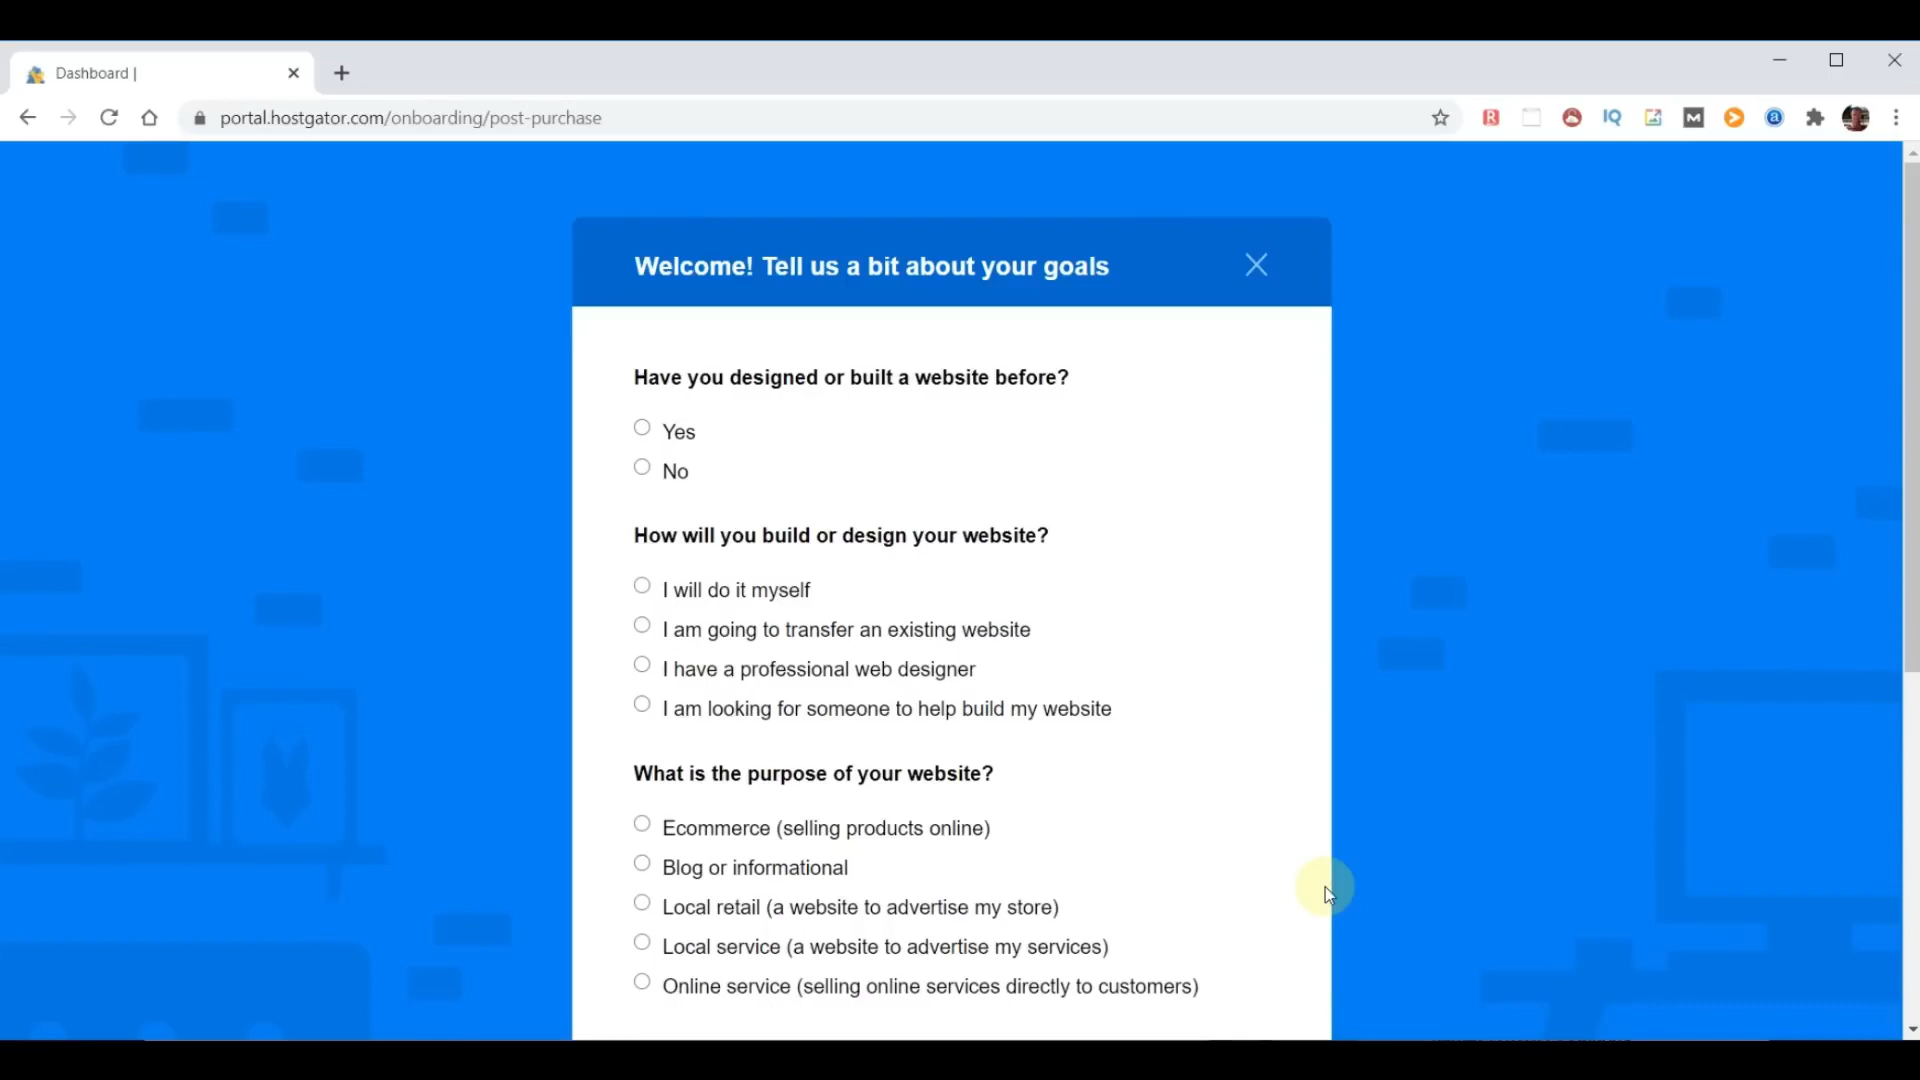 Dashboard |
portal.hostgator.com/onboarding/post-purchase
Welcome! Tell us a bit about your goals
Have you designed or built a website before?
Yes
No
How will you build or design your website?
I will do it myself
I am going to transfer an existing website
I have a professional web designer
I am looking for someone to help build my website
What is the purpose of your website?
Ecommerce (selling products online)
Blog or informational
Local retail (a website to advertise my store)
Local service (a website to advertise my services)
Online service (selling online services directly to customers)